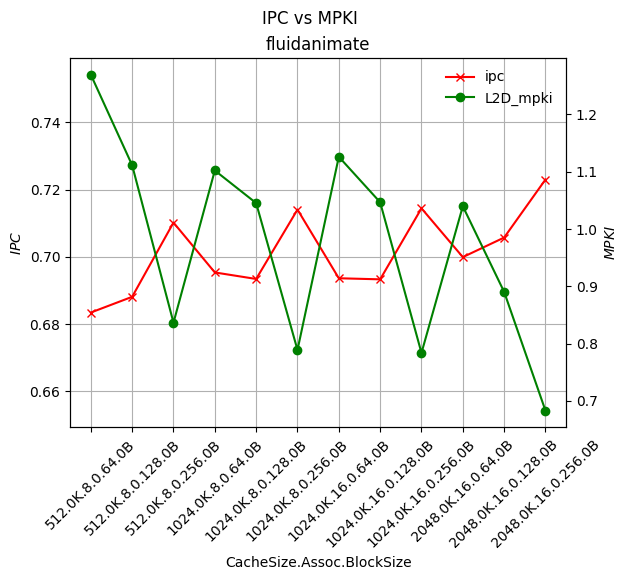 IPC vs MPKI
fluidanimate
ipc
L2D_mpki
0.74
0.72
0.70
0.68
0.66
IPC
1.2
1.1
1.0
0.9
0.8
0.7
MPKI
512.0K.8.0.64.0B
512.0K.8.0.128.0B
512.0K.8.0.256.0B
1024.0K.8.0.64.0B
1024.0K.8.0.128.0B
1024.0K.8.0.256.0B
1024.0K.16.0.64.0B
1024.0K.16.0.128.0B
1024.0K.16.0.256.0B
2048.0K.16.0.64.0B
2048.0K.16.0.128.0B
2048.0K.16.0.256.0B
CacheSize.Assoc.BlockSize